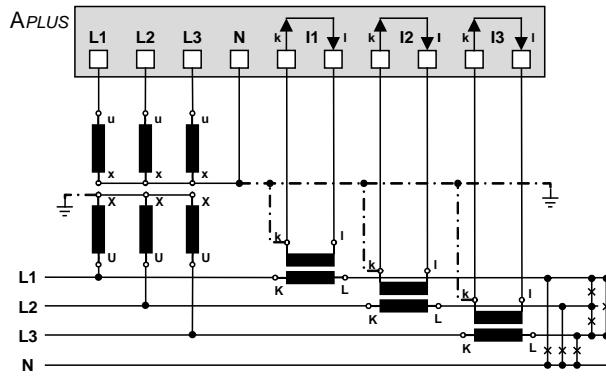 APLUS
L1 L2 L3 N k I1 l k I2 l k I3 l
u u u
x x x
X X X
k l
U U U
k l
L1
K L
k l
L2
K L
L3
K L
N